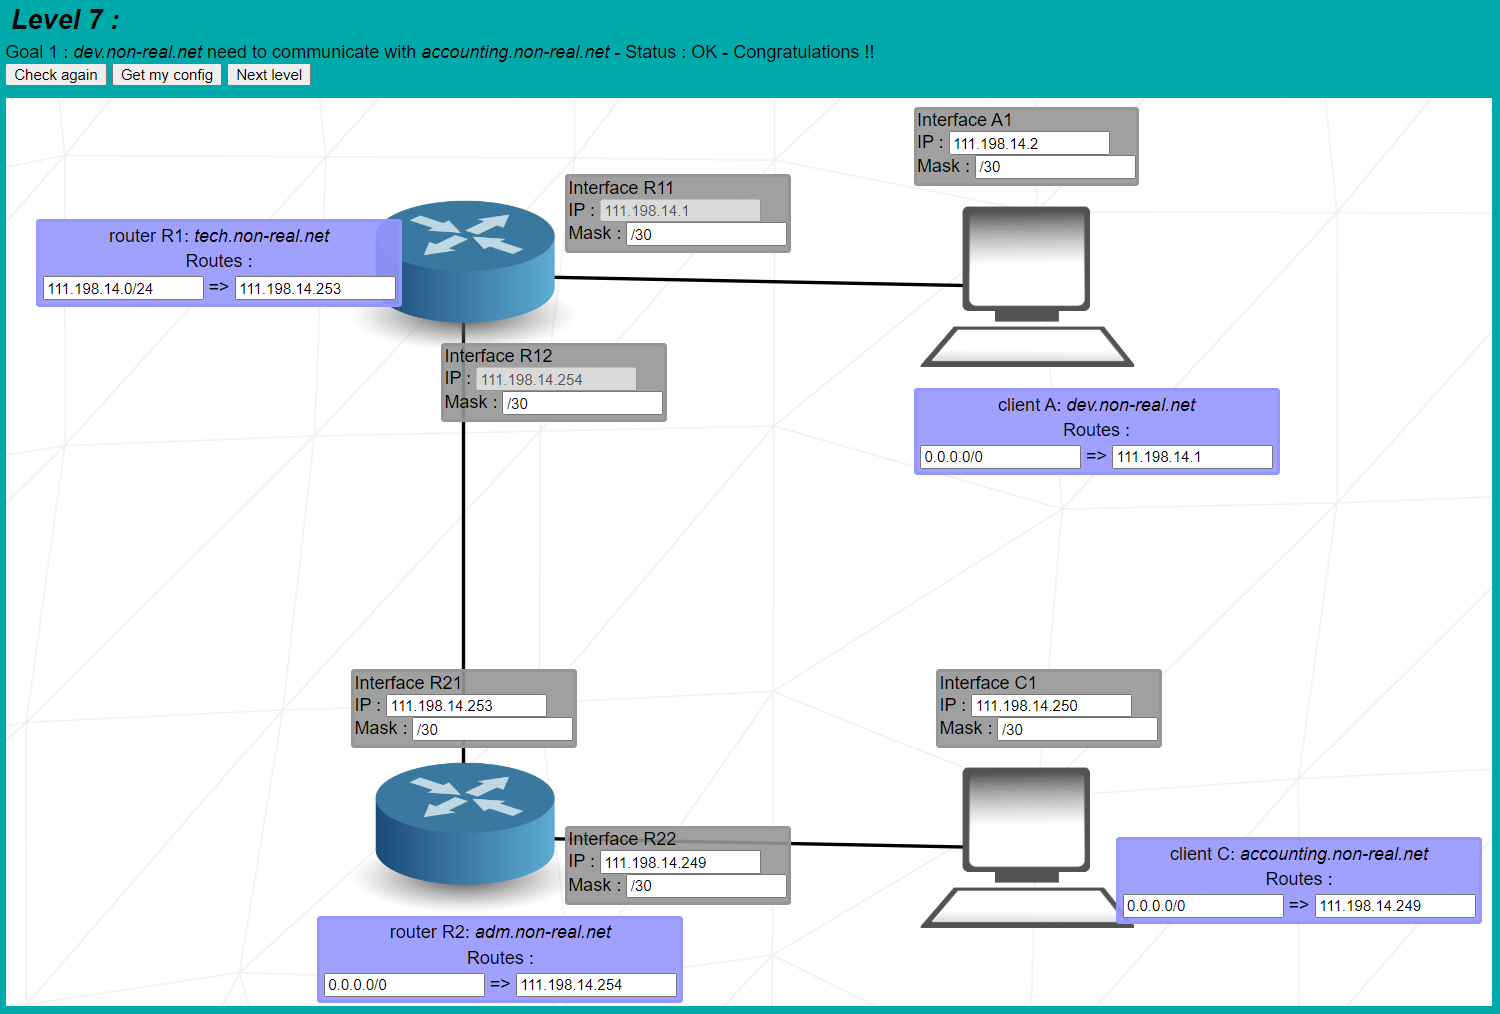 Level 7 :
Goal 1 : dev.non-real.net need to communicate with accounting.non-real.net - Status : OK - Congratulations !!
Check again Get my config Next level
Interface A1
IP : 111.198.14.2
Mask : /30
Interface R11
IP : 111.198.14.1
Mask : /30
router R1: tech.non-real.net
Routes :
111.198.14.0/24 => 111.198.14.253
Interface R12
IP : 111.198.14.254
Mask : /30
client A: dev.non-real.net
Routes :
0.0.0.0/0 => 111.198.14.1
Interface R21
IP : 111.198.14.253
Mask : /30
Interface C1
IP : 111.198.14.250
Mask : /30
Interface R22
IP : 111.198.14.249
Mask : /30
client C: accounting.non-real.net
Routes :
0.0.0.0/0 => 111.198.14.249
router R2: adm.non-real.net
Routes :
0.0.0.0/0 => 111.198.14.254